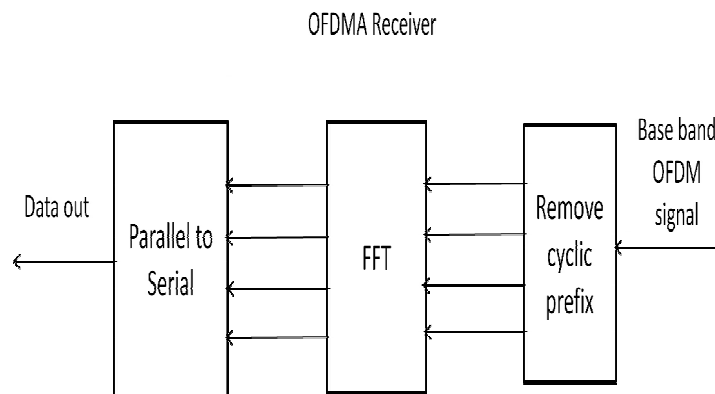 OFDMA Receiver
Data out
Parallel to
Serial
FFT
Remove
cyclic
prefix
Base band
OFDM
signal